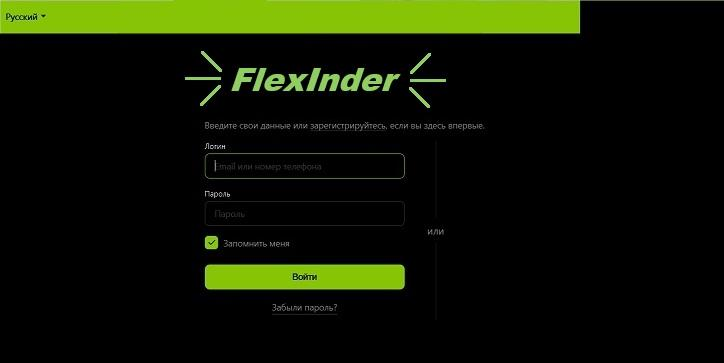 Русский
FlexInder
Введите свои данные или зарегистрируйтесь, если вы здесь впервые.
Логин
Email или номер телефона
Пароль
Пароль
Запомнить меня
или
Войти
Забыли пароль?